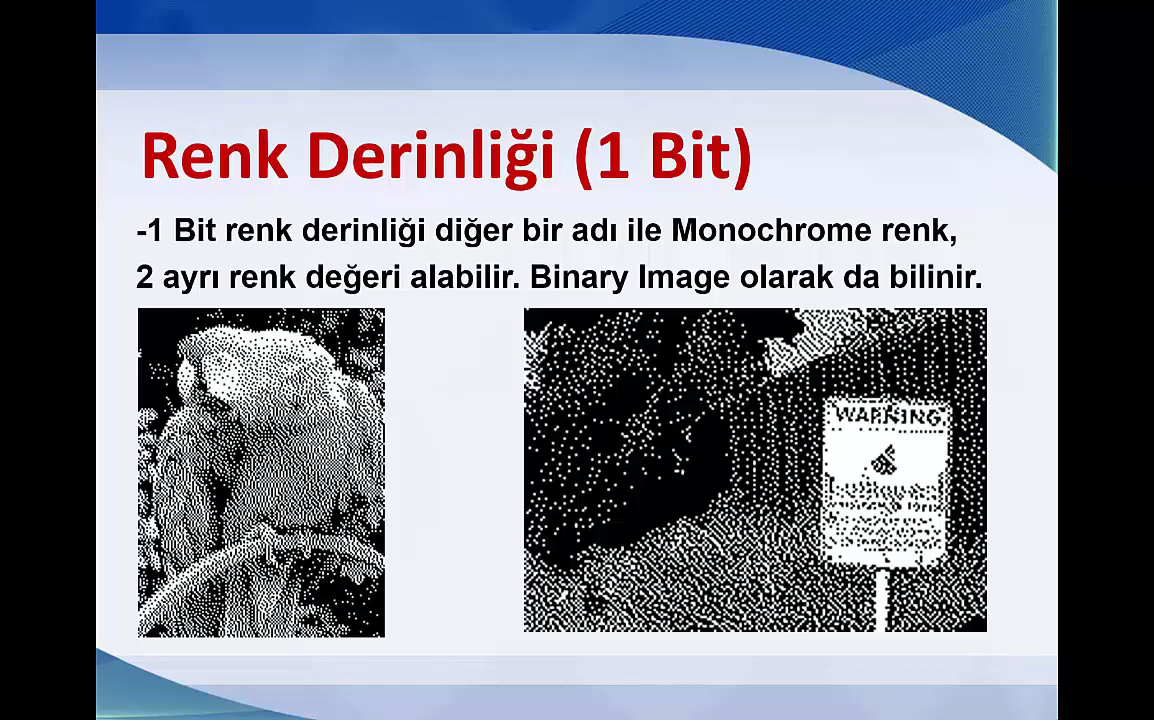 Renk Derinliği (1 Bit)
-1 Bit renk derinliği diğer bir adı ile Monochrome renk,
2 ayrı renk değeri alabilir. Binary Image olarak da bilinir.
WARNING